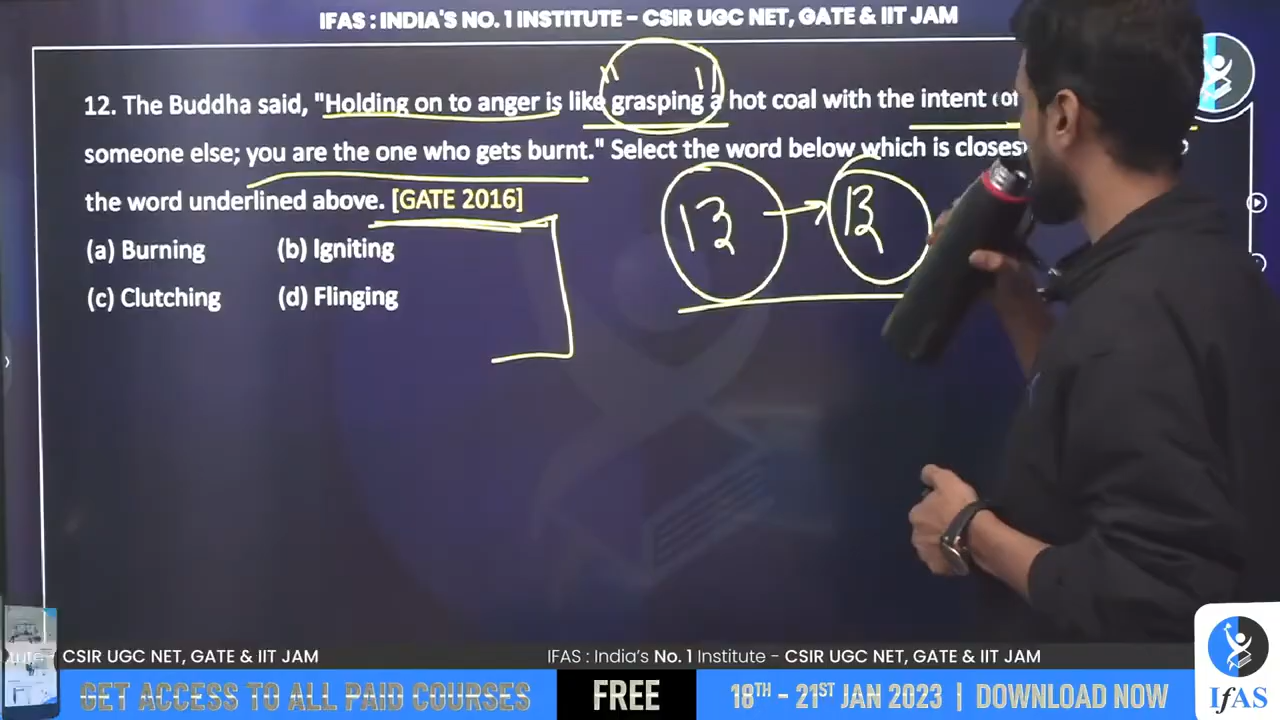 IFAS : INDIA'S NO. 1 INSTITUTE – CSIR UGC NET, GATE & IIT JAM
12. The Buddha said, "Holding on to anger is like grasping a hot coal with the intent of
someone else; you are the one who gets burnt." Select the word below which is
the word underlined above. [GATE 2016]
(a) Burning (b) Igniting
(c) Clutching (d) Flinging
CSIR UGC NET, GATE & IIT JAM IFAS : India's No. 1 Institute – CSIR UGC NET, GATE & IIT JAM
GET ACCESS TO ALL PAID COURSES FREE 18TH – 21ST JAN 2023 | DOWNLOAD NOW
IfAS